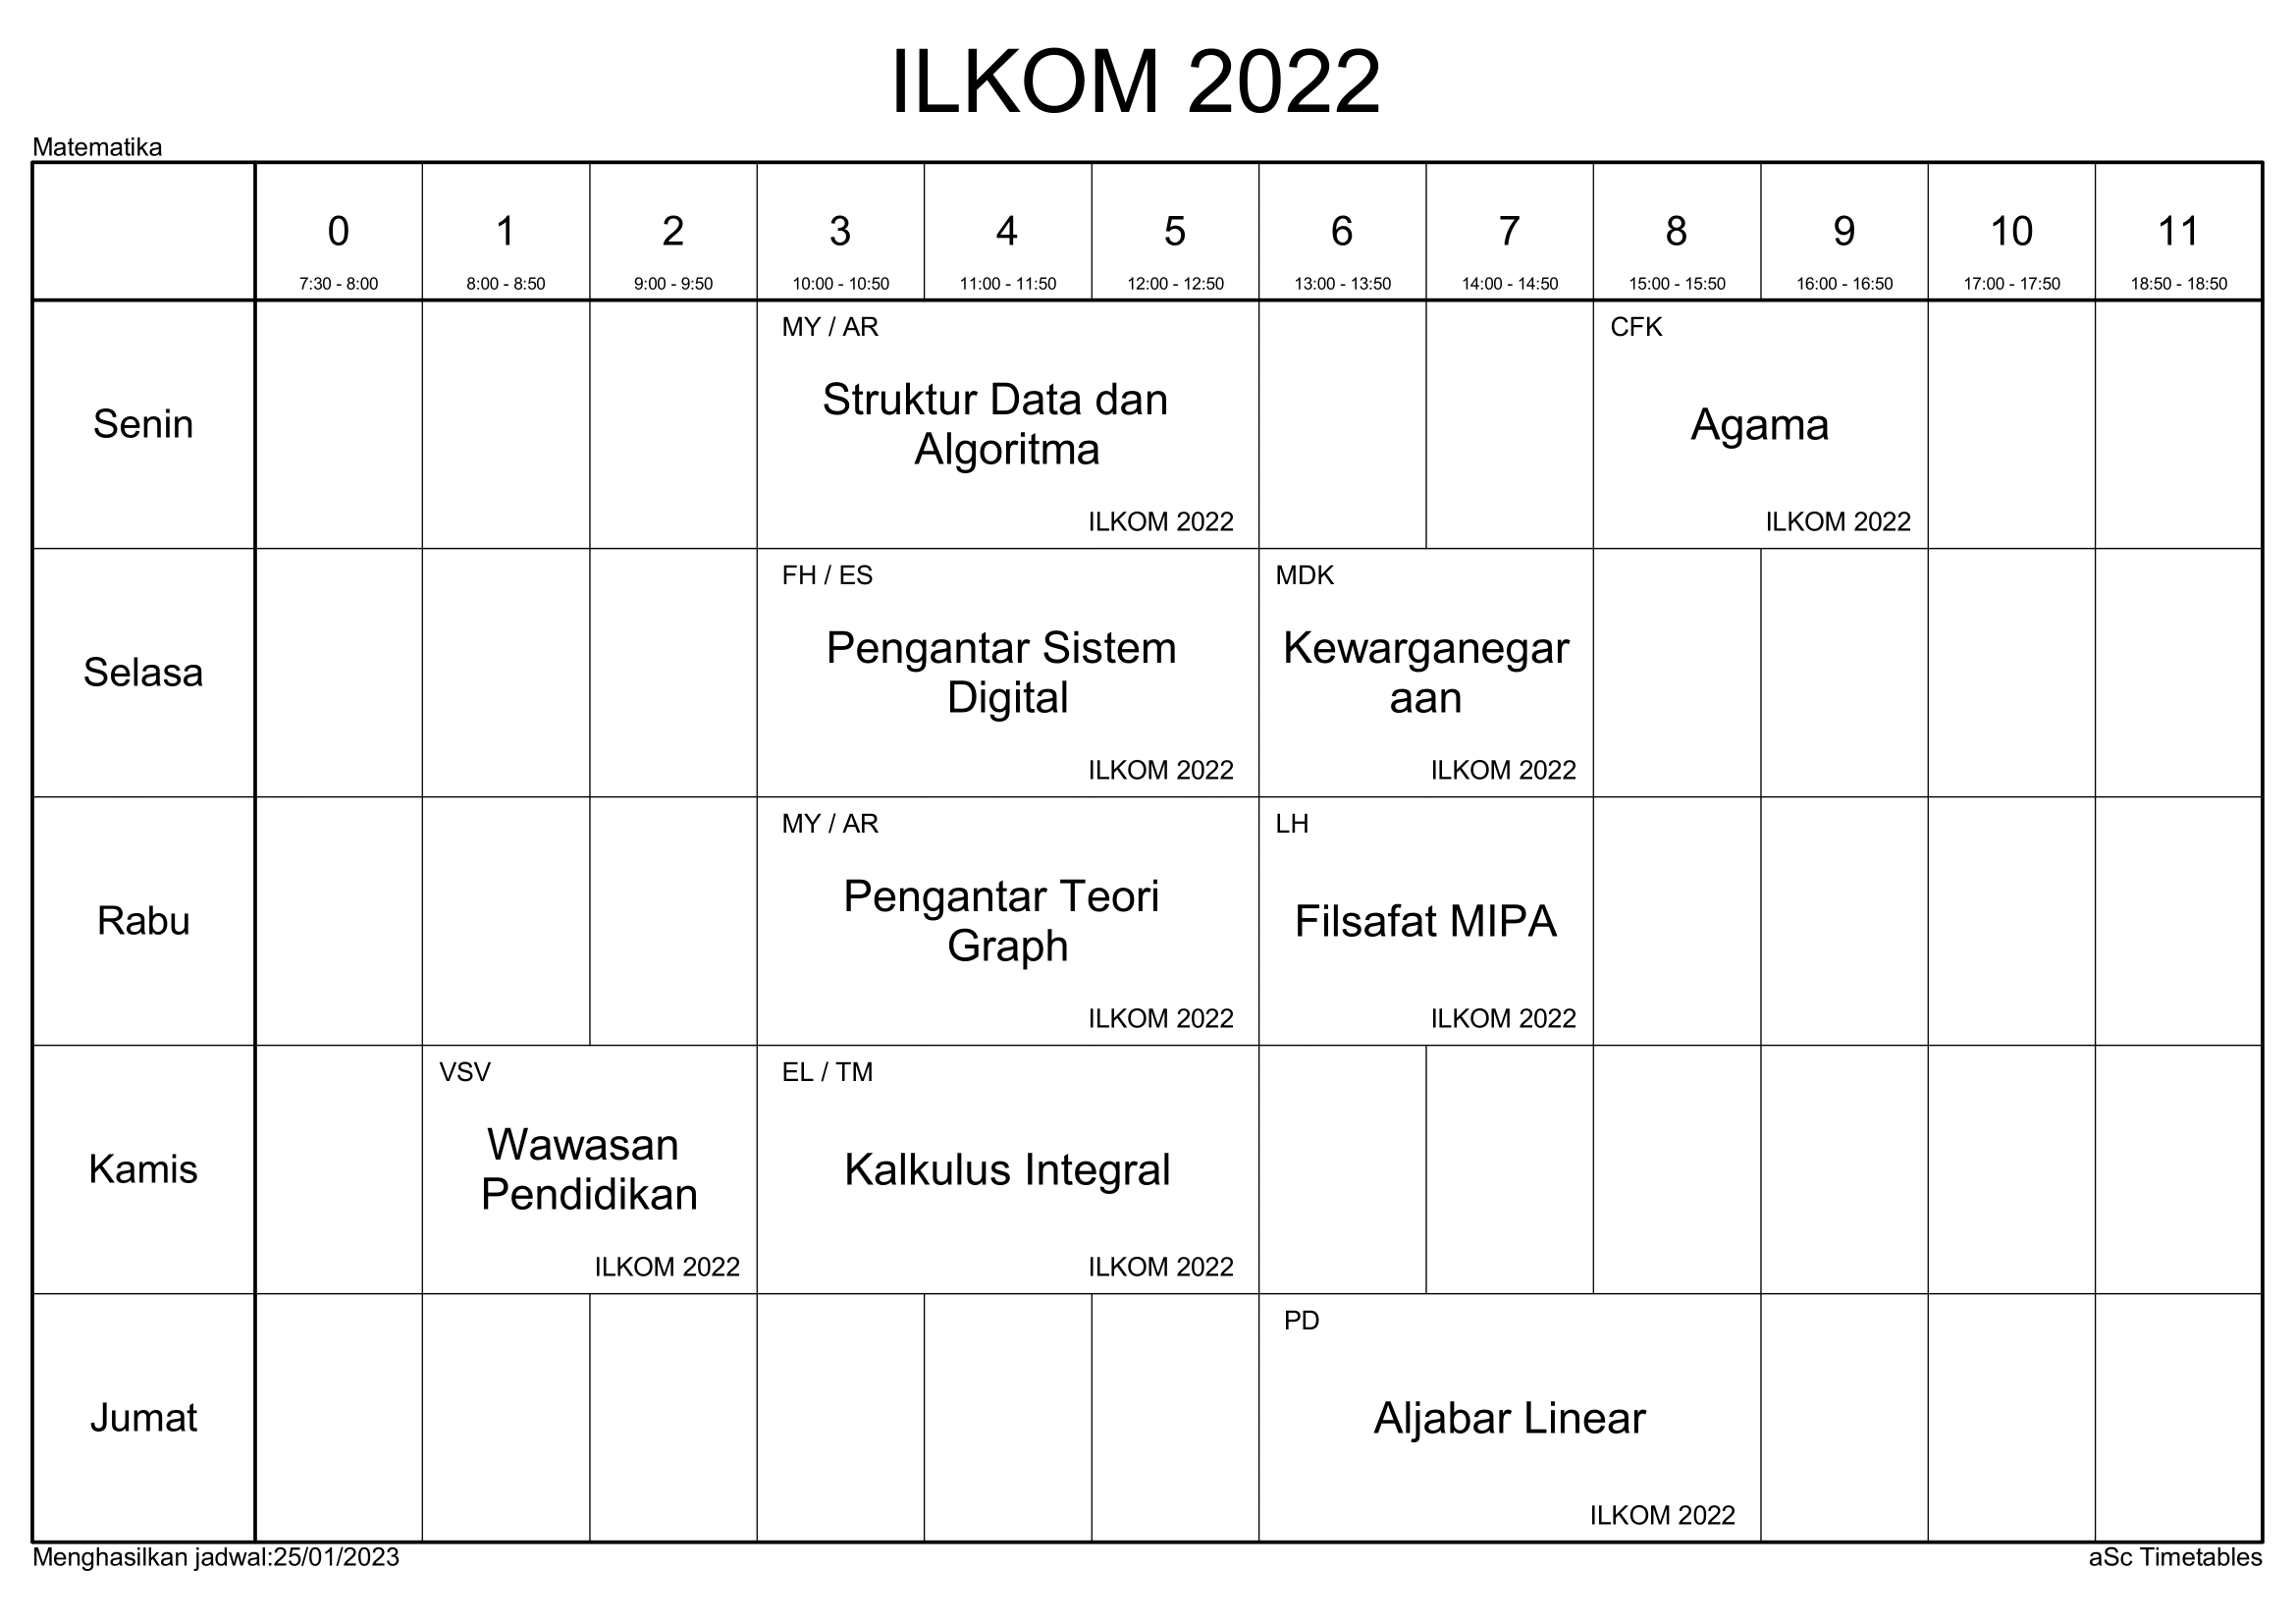 ILKOM 2022
Matematika
0 1 2 3 4 5 6 7 8 9 10 11
7:30 - 8:00 8:00 - 8:50 9:00 - 9:50 10:00 - 10:50 11:00 - 11:50 12:00 - 12:50 13:00 - 13:50 14:00 - 14:50 15:00 - 15:50 16:00 - 16:50 17:00 - 17:50 18:50 - 18:50
Senin
MY / AR
Struktur Data dan
Algoritma
ILKOM 2022
CFK
Agama
ILKOM 2022
Selasa
FH / ES
Pengantar Sistem
Digital
ILKOM 2022
MDK
Kewarganegar
aan
ILKOM 2022
Rabu
MY / AR
Pengantar Teori
Graph
ILKOM 2022
LH
Filsafat MIPA
ILKOM 2022
Kamis
VSV
Wawasan
Pendidikan
ILKOM 2022
EL / TM
Kalkulus Integral
ILKOM 2022
Jumat
PD
Aljabar Linear
ILKOM 2022
Menghasilkan jadwal:25/01/2023
aSc Timetables